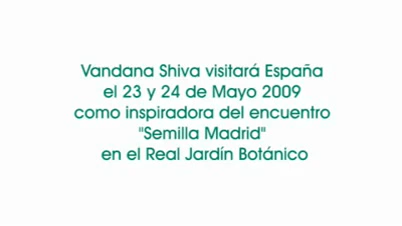 Vandana Shiva visitará España
el 23 y 24 de Mayo 2009
como inspiradora del encuentro
"Semilla Madrid"
en el Real Jardín Botánico